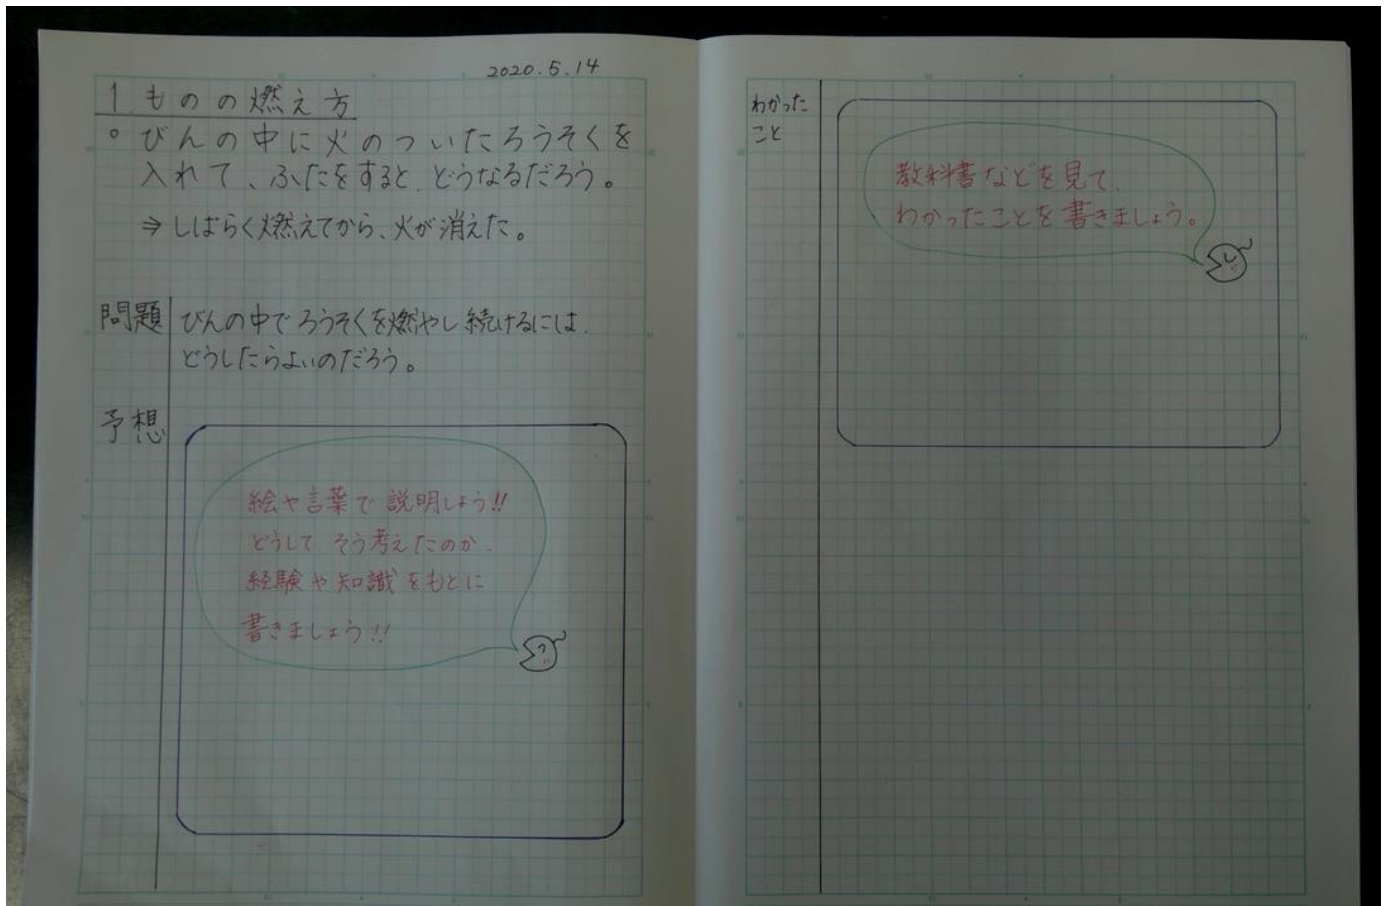 2020.5.14
1 ものの燃え方
○ びんの中に火のついたろうそくを
入れて、ふたをすると、どうなるだろう。
⇒ しばらく燃えてから、火が消えた。
問題
びんの中でろうそくを燃やし続けるには、
どうしたらよいのだろう。
予想
絵や言葉で説明しよう!!
どうしてそう考えたのか、
経験や知識をもとに
書きましょう!!
わかった
こと
教科書などを見て、
わかったことを書きましょう。